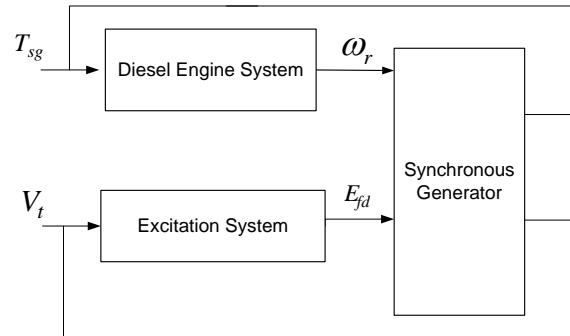 T_sg
Diesel Engine System
ω_r
Synchronous
Generator
V_t
Excitation System
E_fd